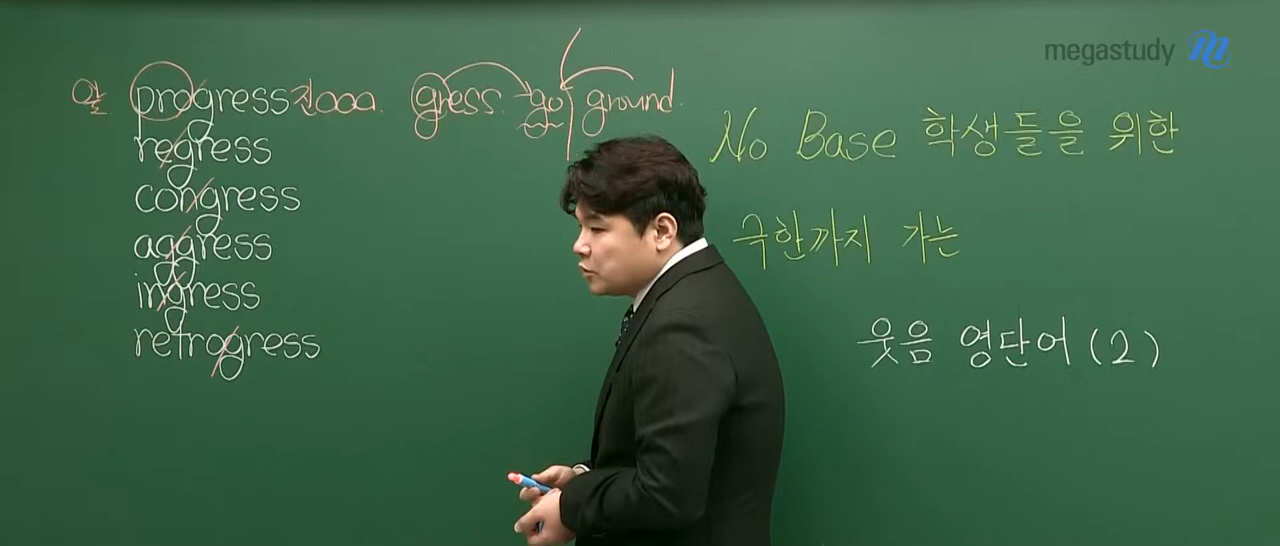 megastudy
앞 progress 전ooo. gress. go ground.
regress
congress
aggress
ingress
retrogress
No Base 학생들을 위한
극한까지 가는
웃음 영단어 (2)